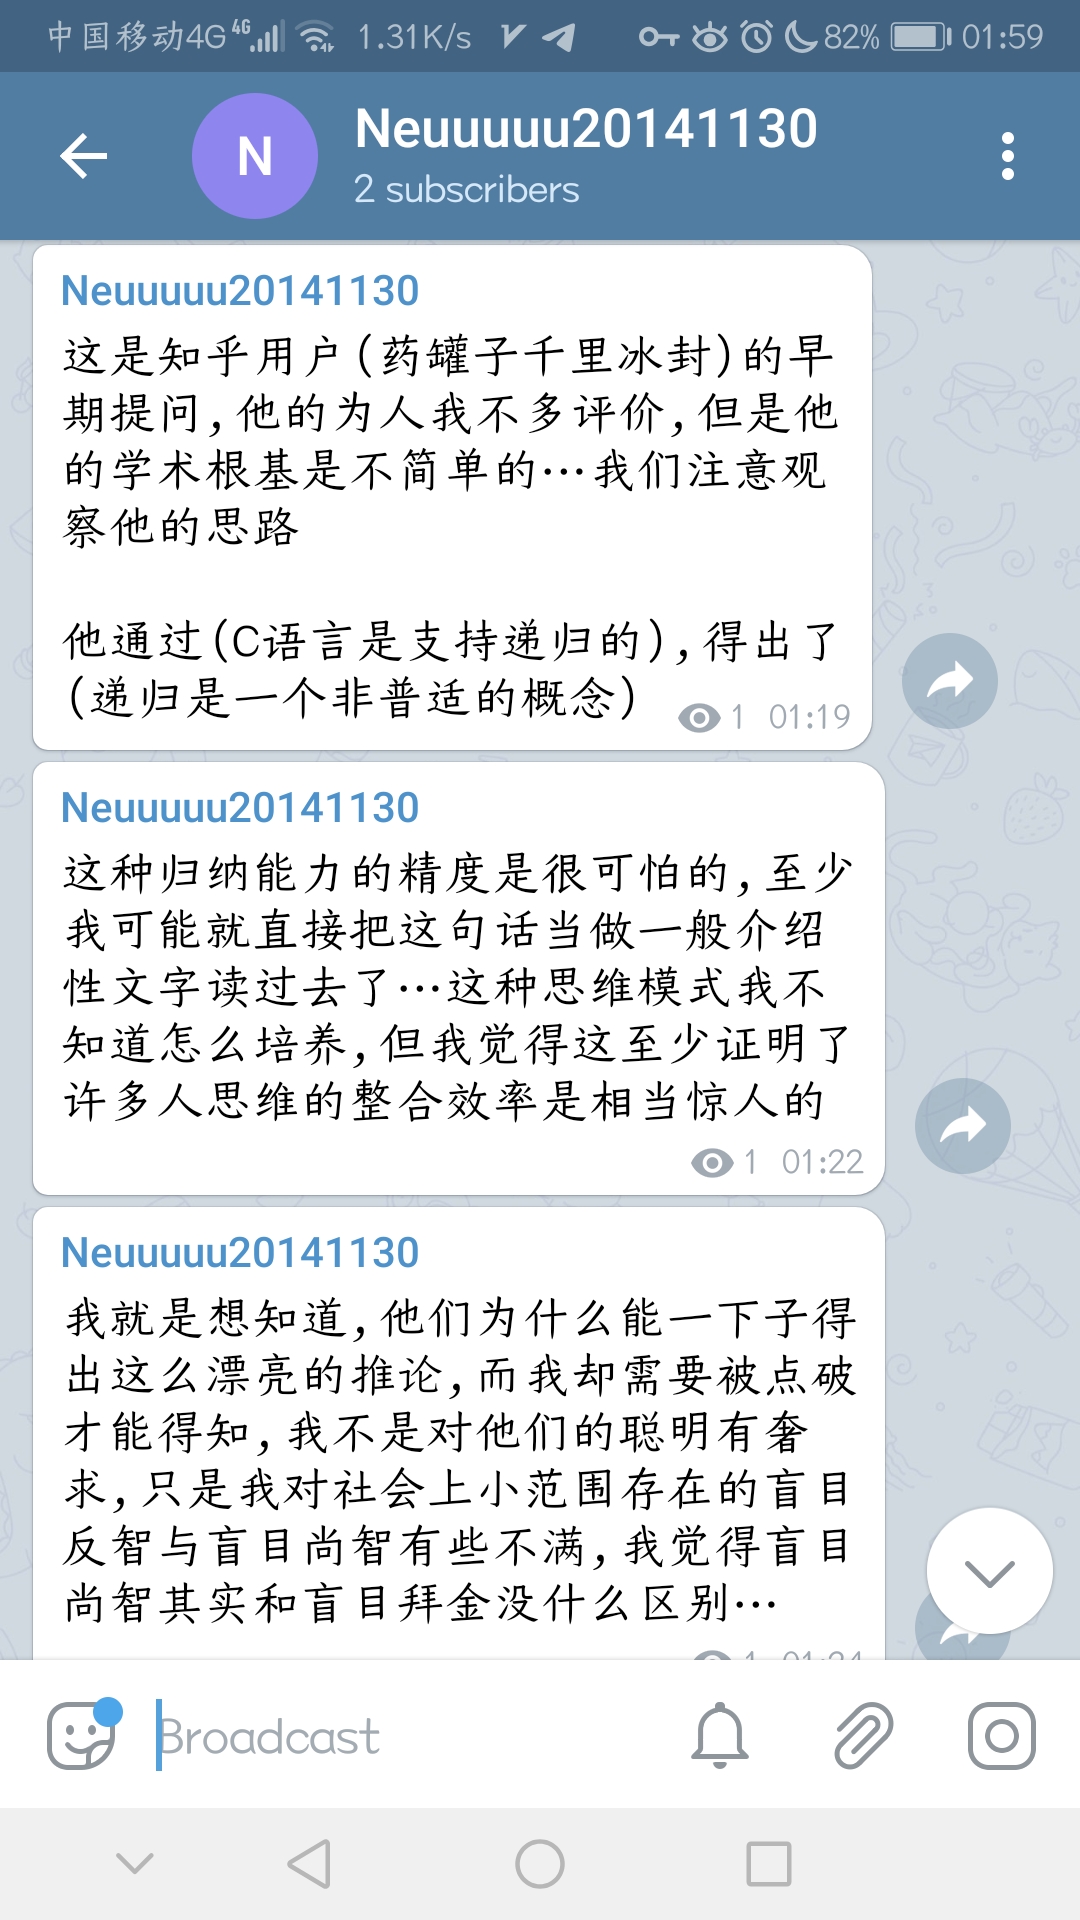 中国移动4G 4G 1.31K/s 82% 01:59
N
Neuuuuu20141130
2 subscribers
Neuuuuu20141130
这是知乎用户(药罐子千里冰封)的早
期提问,他的为人我不多评价,但是他
的学术根基是不简单的…我们注意观
察他的思路
他通过(C语言是支持递归的),得出了
(递归是一个非普适的概念)
1 01:19
Neuuuuu20141130
这种归纳能力的精度是很可怕的,至少
我可能就直接把这句话当做一般介绍
性文字读过去了…这种思维模式我不
知道怎么培养,但我觉得这至少证明了
许多人思维的整合效率是相当惊人的
1 01:22
Neuuuuu20141130
我就是想知道,他们为什么能一下子得
出这么漂亮的推论,而我却需要被点破
才能得知,我不是对他们的聪明有奢
求,只是我对社会上小范围存在的盲目
反智与盲目尚智有些不满,我觉得盲目
尚智其实和盲目拜金没什么区别…
Broadcast